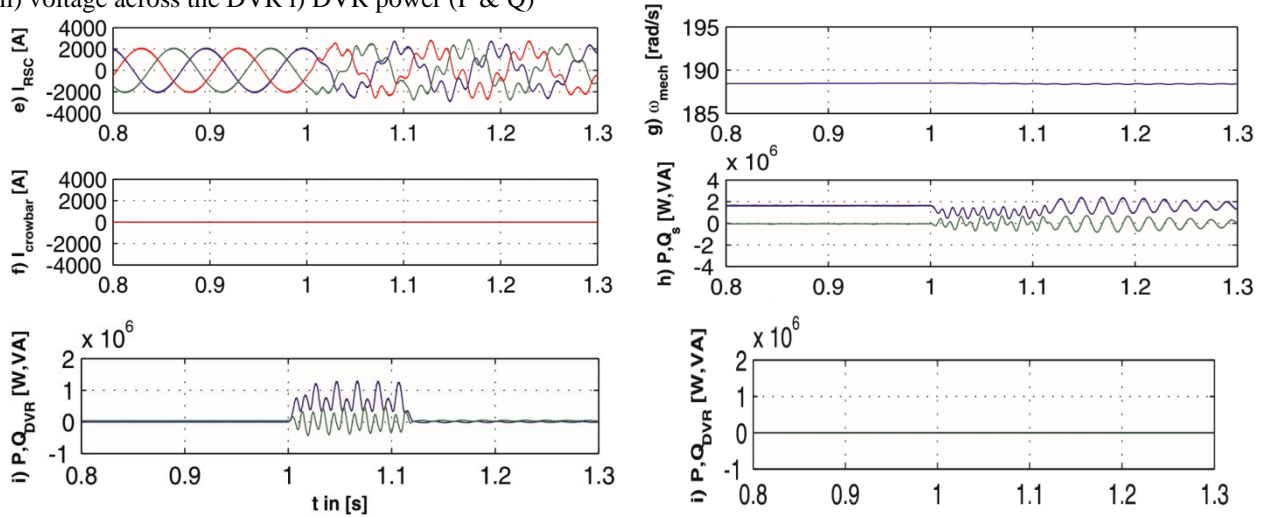 voltage across the DVR i) DVR power (P & Q)
e) I_RSC [A]
4000
2000
0
-2000
-4000
0.8 0.9 1 1.1 1.2 1.3
f) I_crowbar [A]
4000
2000
0
-2000
-4000
0.8 0.9 1 1.1 1.2 1.3
i) P,Q_DVR [W,VA]
x 10^6
2
1
0
-1
0.8 0.9 1 1.1 1.2 1.3
t in [s]
g) ω_mech [rad/s]
195
190
185
0.8 0.9 1 1.1 1.2 1.3
h) P,Q_s [W,VA]
x 10^6
4
2
0
-2
-4
0.8 0.9 1 1.1 1.2 1.3
i) P,Q_DVR [W,VA]
x 10^6
2
1
0
-1
0.8 0.9 1 1.1 1.2 1.3